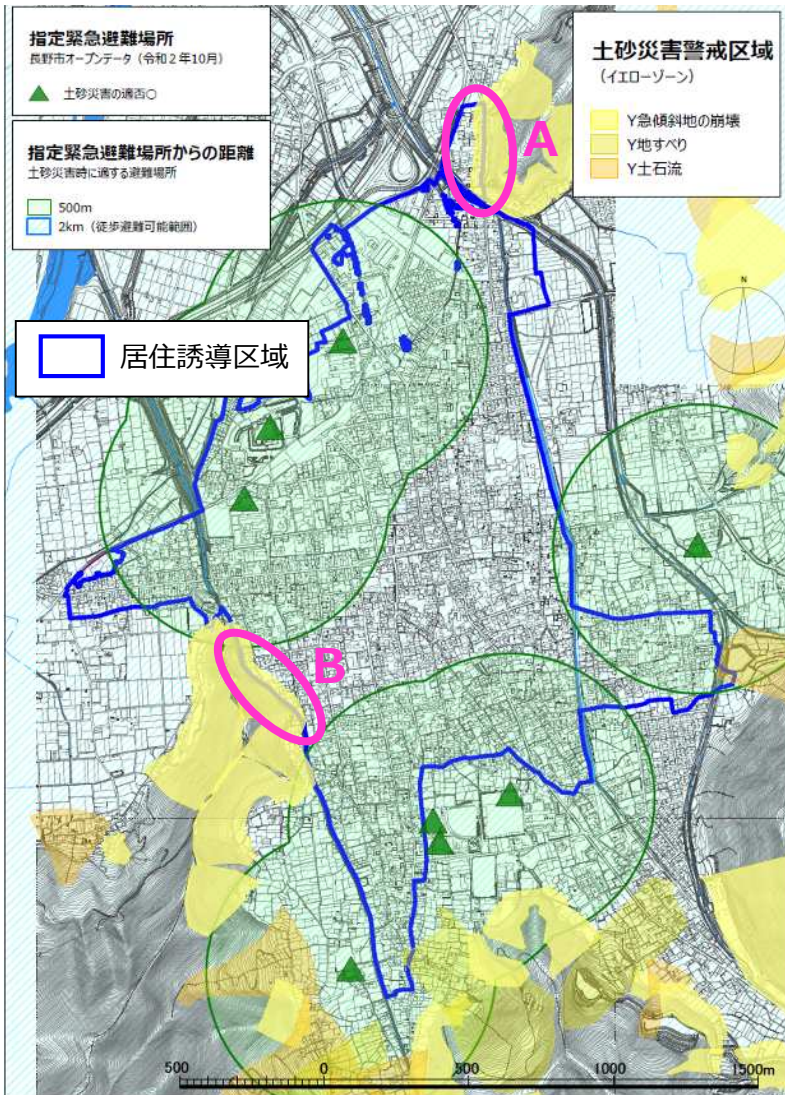 指定緊急避難場所
長野市オープンデータ（令和２年10月）
土砂災害の適否○
指定緊急避難場所からの距離
土砂災害時に適する避難場所
500m
2km（徒歩避難可能範囲）
居住誘導区域
土砂災害警戒区域
（イエローゾーン）
Y急傾斜地の崩壊
Y地すべり
Y土石流
A
N
B
500 0 500 1000 1500m